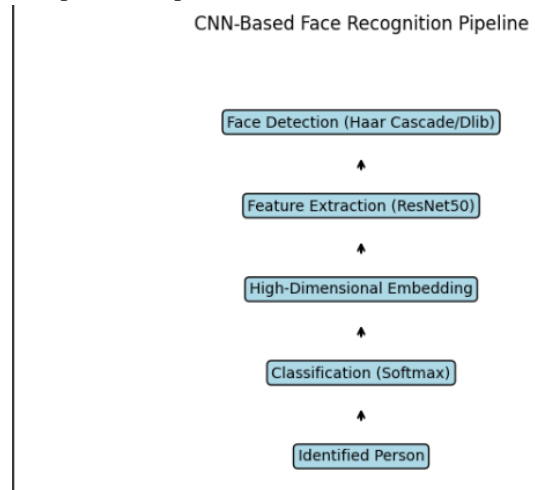 CNN-Based Face Recognition Pipeline
Face Detection (Haar Cascade/Dlib)
Feature Extraction (ResNet50)
High-Dimensional Embedding
Classification (Softmax)
Identified Person